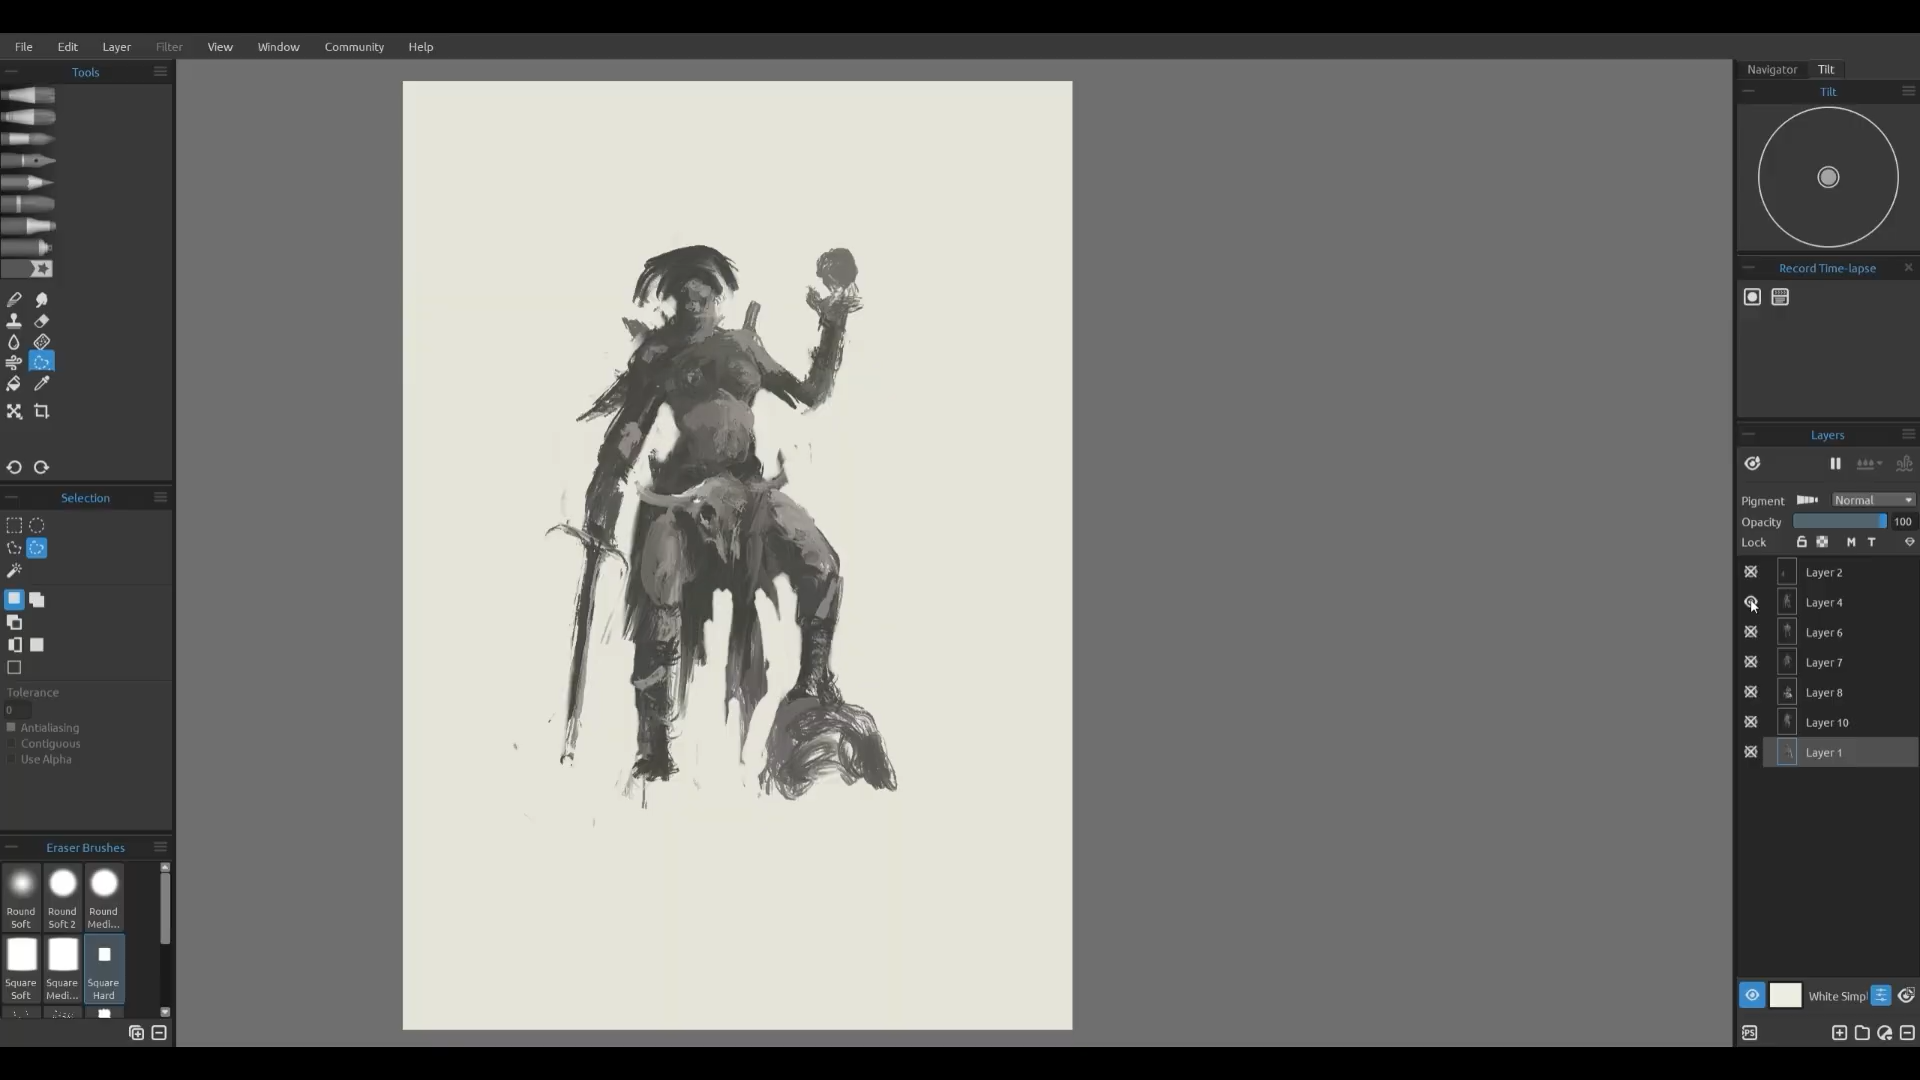 File Edit Layer Filter View Window Community Help
Tools
Navigator Tilt
Tilt
Record Time-lapse
Layers
Pigment Normal
Opacity 100
Lock M T
Layer 2
Layer 4
Layer 6
Layer 7
Layer 8
Layer 10
Layer 1
White Simpl
PS
Selection
Tolerance
0
Antialiasing
Contiguous
Use Alpha
Eraser Brushes
Round Soft
Round Soft 2
Round Medi...
Square Soft
Square Medi...
Square Hard